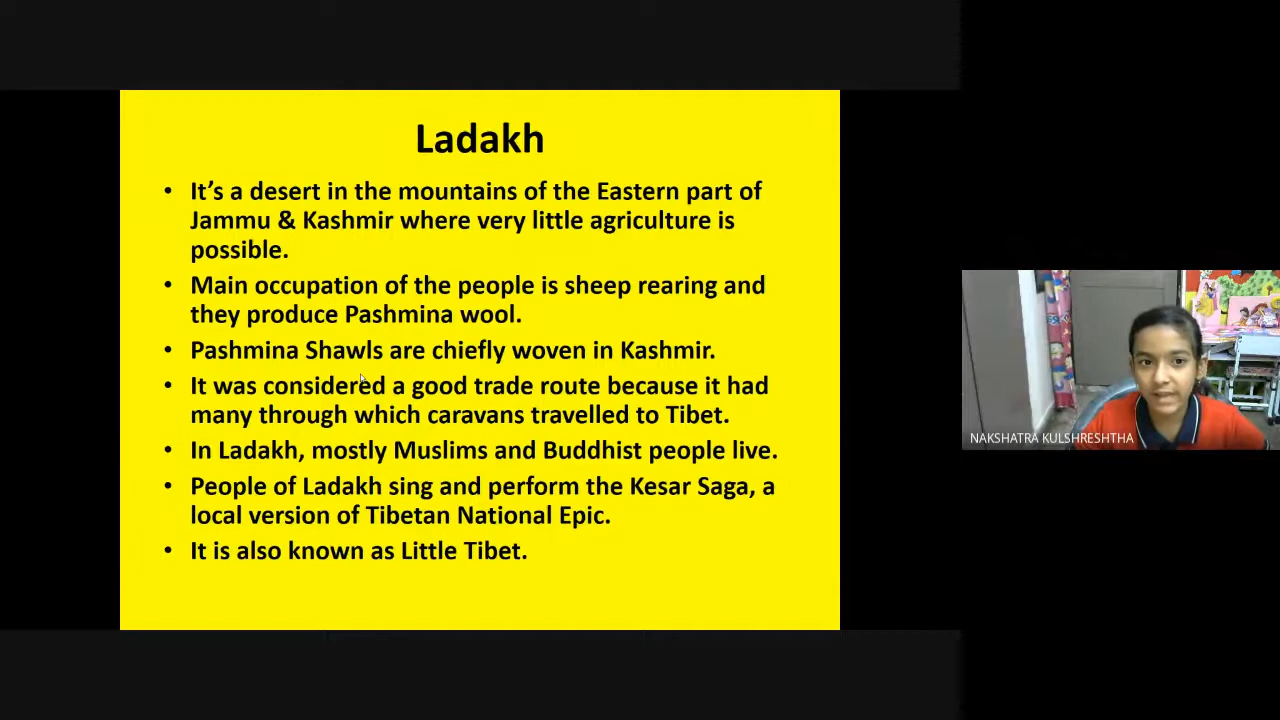 Ladakh
• It’s a desert in the mountains of the Eastern part of
Jammu & Kashmir where very little agriculture is
possible.
• Main occupation of the people is sheep rearing and
they produce Pashmina wool.
• Pashmina Shawls are chiefly woven in Kashmir.
• It was considered a good trade route because it had
many through which caravans travelled to Tibet.
• In Ladakh, mostly Muslims and Buddhist people live.
• People of Ladakh sing and perform the Kesar Saga, a
local version of Tibetan National Epic.
• It is also known as Little Tibet.
NAKSHATRA KULSHRESHTHA